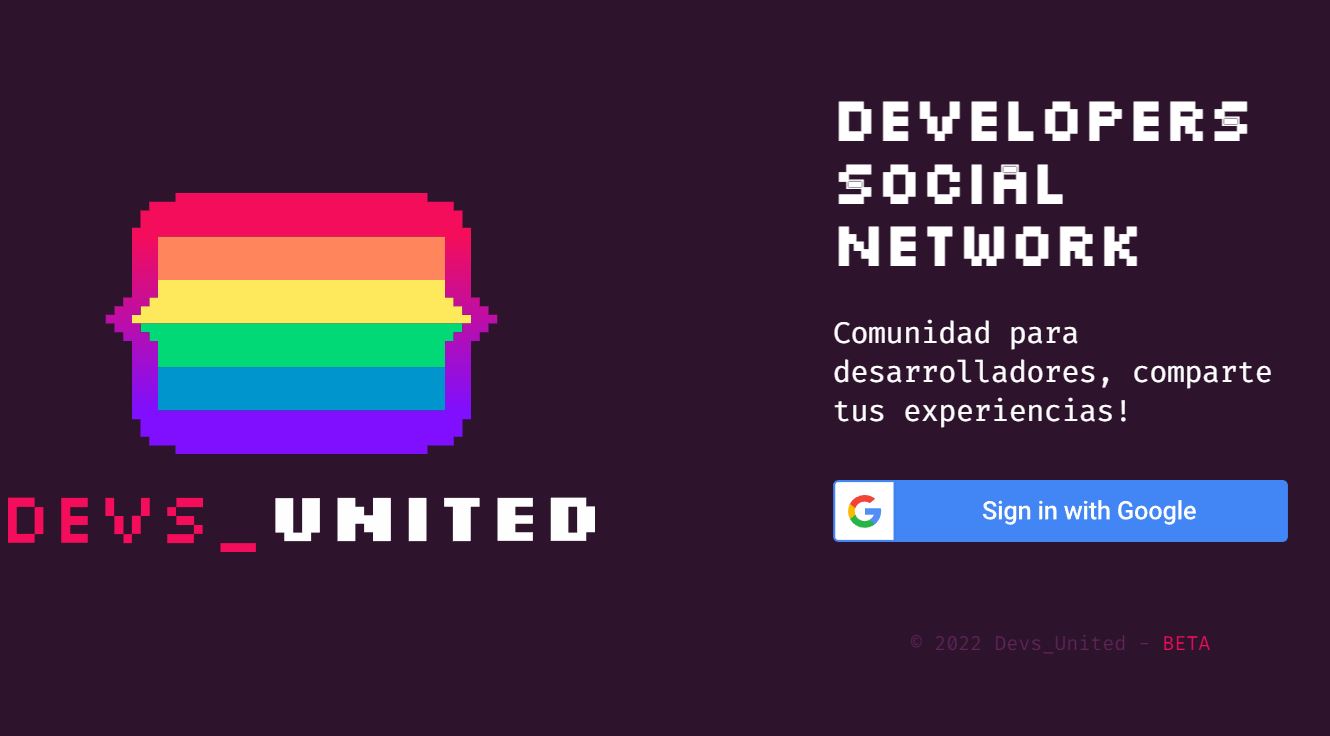 DEVS_UNITED
DEVELOPERS
SOCIAL
NETWORK
Comunidad para
desarrolladores, comparte
tus experiencias!
Sign in with Google
© 2022 Devs_United - BETA